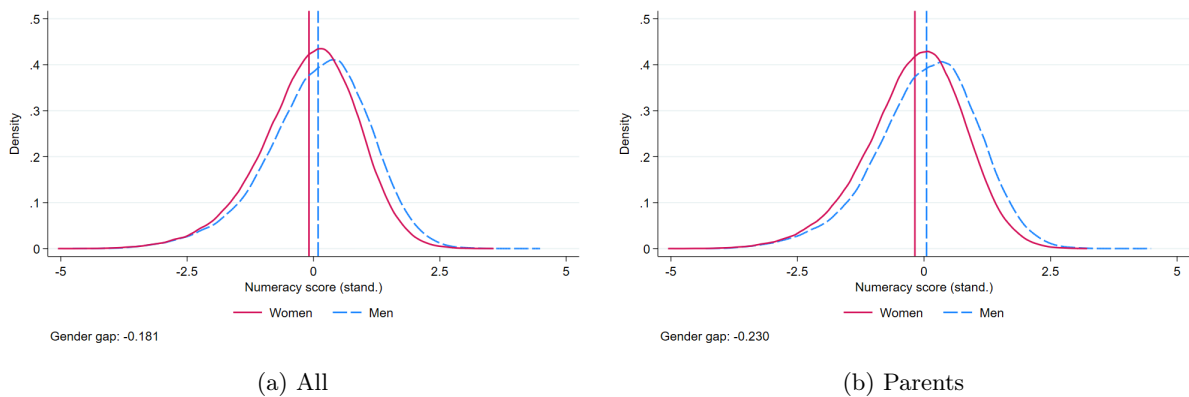 .5
.4
.3
.2
.1
0
Density
-5 -2.5 0 2.5 5
Numeracy score (stand.)
Women Men
Gender gap: -0.181
(a) All
.5
.4
.3
.2
.1
0
Density
-5 -2.5 0 2.5 5
Numeracy score (stand.)
Women Men
Gender gap: -0.230
(b) Parents